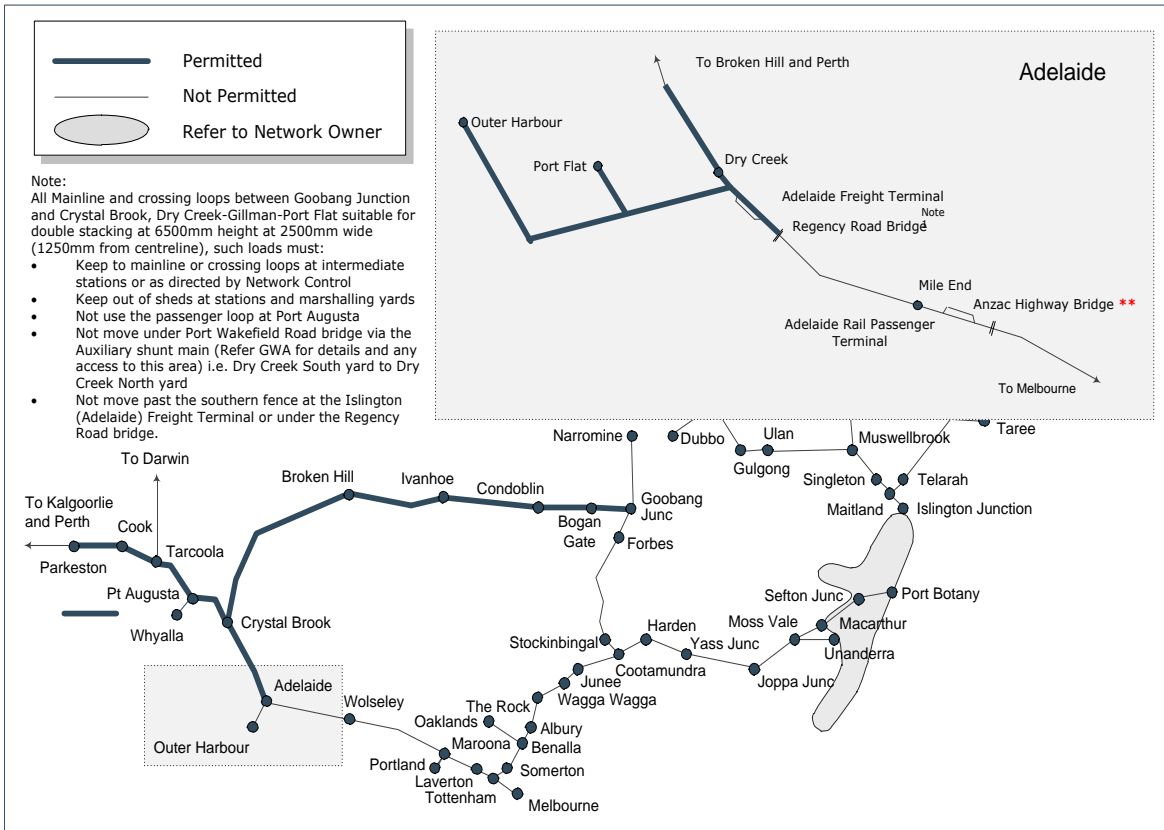 Permitted
Not Permitted
Refer to Network Owner
Note:
All Mainline and crossing loops between Goobang Junction
and Crystal Brook, Dry Creek-Gillman-Port Flat suitable for
double stacking at 6500mm height at 2500mm wide
(1250mm from centreline), such loads must:
• Keep to mainline or crossing loops at intermediate
stations or as directed by Network Control
• Keep out of sheds at stations and marshalling yards
• Not use the passenger loop at Port Augusta
• Not move under Port Wakefield Road bridge via the
Auxiliary shunt main (Refer GWA for details and any
access to this area) i.e. Dry Creek South yard to Dry
Creek North yard
• Not move past the southern fence at the Islington
(Adelaide) Freight Terminal or under the Regency
Road bridge.
Adelaide
To Broken Hill and Perth
Outer Harbour
Port Flat
Dry Creek
Adelaide Freight Terminal
Note
1
Regency Road Bridge
Mile End
Anzac Highway Bridge **
Adelaide Rail Passenger
Terminal
To Melbourne
Narromine
Dubbo
Gulgong
Ulan
Muswellbrook
Taree
Singleton
Telarah
Maitland
Islington Junction
To Darwin
To Kalgoorlie
and Perth
Cook
Parkeston
Tarcoola
Pt Augusta
Whyalla
Crystal Brook
Broken Hill
Ivanhoe
Condoblin
Bogan
Gate
Goobang
Junc
Forbes
Sefton Junc
Port Botany
Moss Vale
Macarthur
Unanderra
Stockinbingal
Harden
Yass Junc
Cootamundra
Joppa Junc
Junee
Wagga Wagga
The Rock
Oaklands
Albury
Benalla
Maroona
Somerton
Portland
Laverton
Tottenham
Melbourne
Adelaide
Wolseley
Outer Harbour